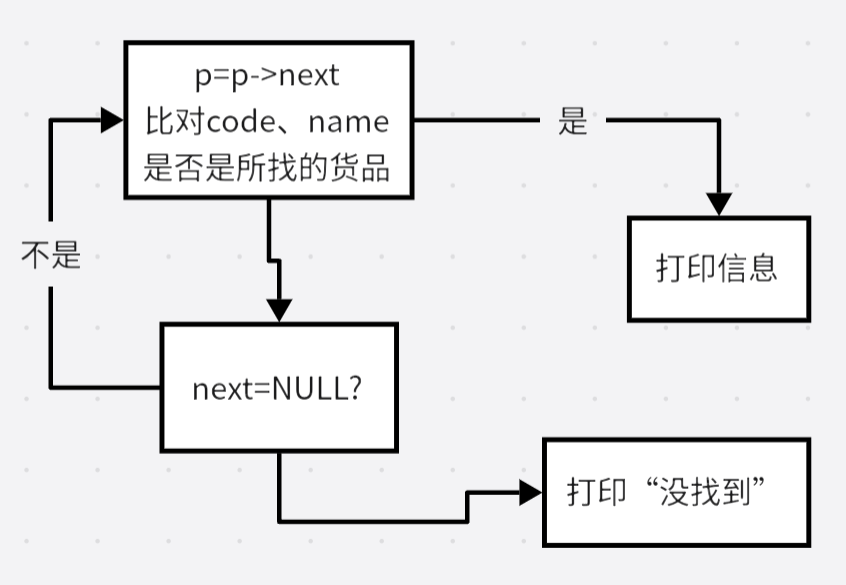 p=p->next
比对code、name
是否是所找的货品
是
不是
打印信息
next=NULL?
打印“没找到”